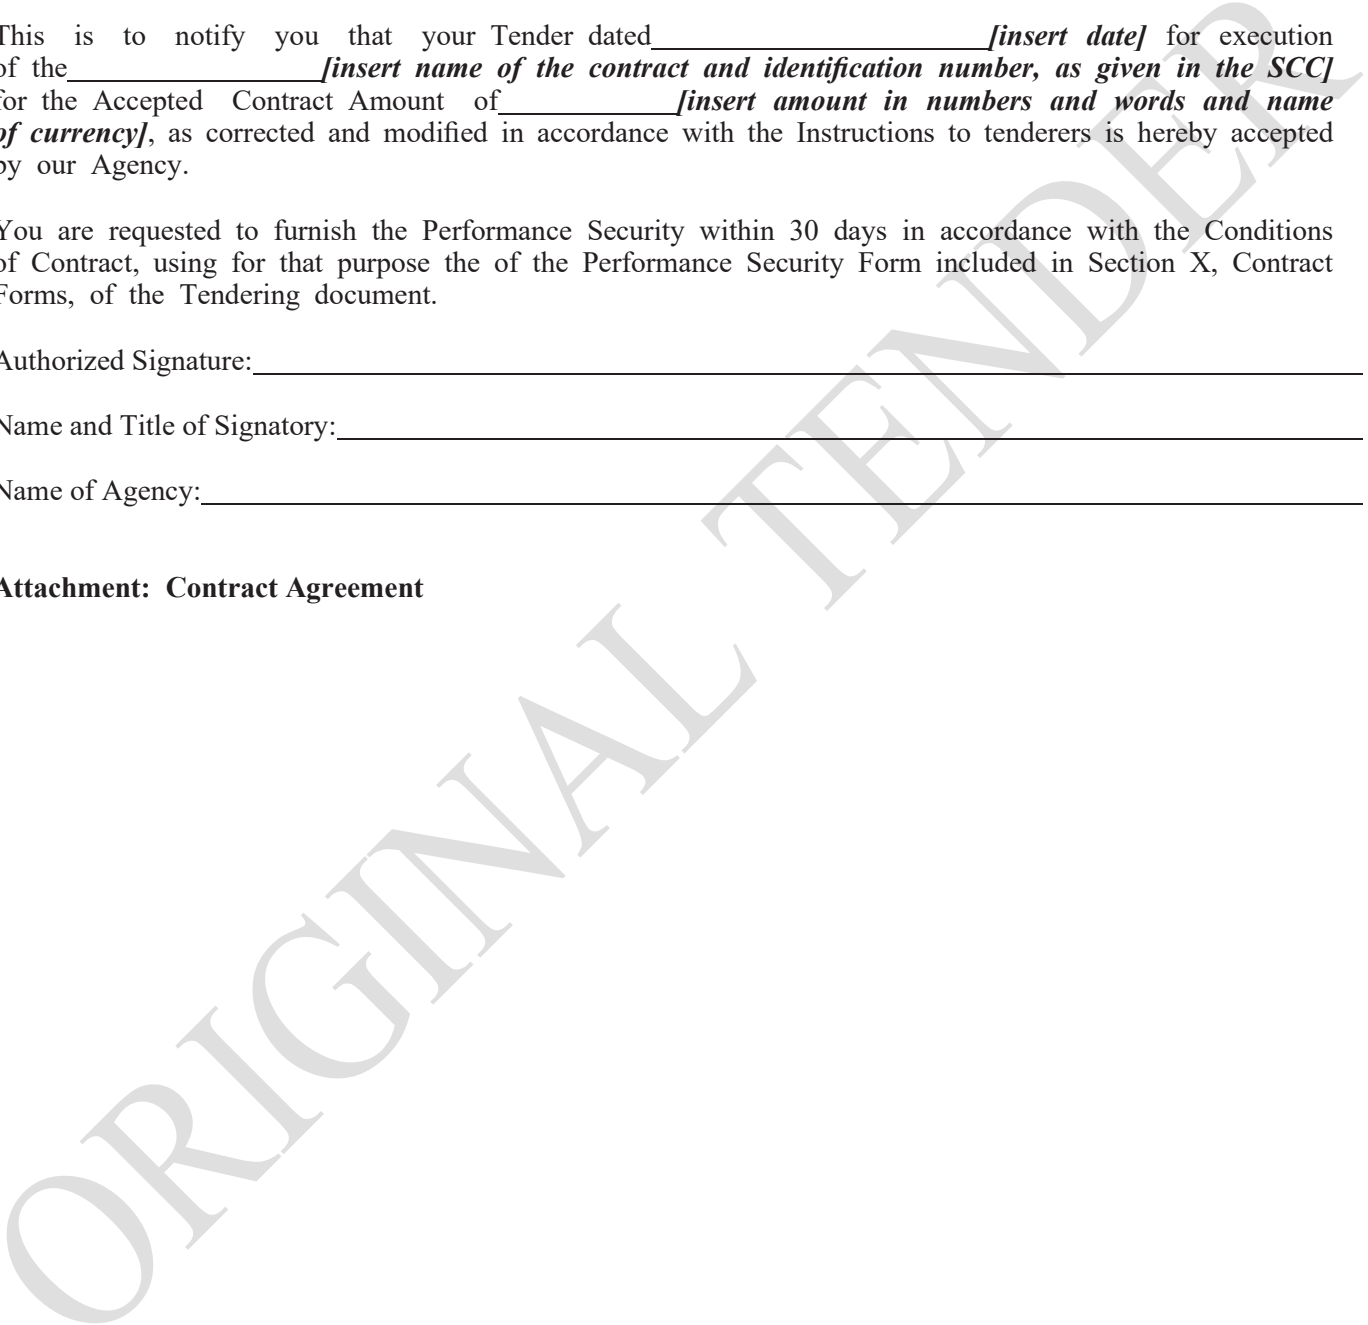 This is to notify you that your Tender dated [insert date] for execution
of the [insert name of the contract and identification number, as given in the SCC]
for the Accepted Contract Amount of [insert amount in numbers and words and name
of currency], as corrected and modified in accordance with the Instructions to tenderers is hereby accepted
by our Agency.
You are requested to furnish the Performance Security within 30 days in accordance with the Conditions
of Contract, using for that purpose the of the Performance Security Form included in Section X, Contract
Forms, of the Tendering document.
Authorized Signature:
Name and Title of Signatory:
Name of Agency:
Attachment: Contract Agreement
ORIGINAL TENDER